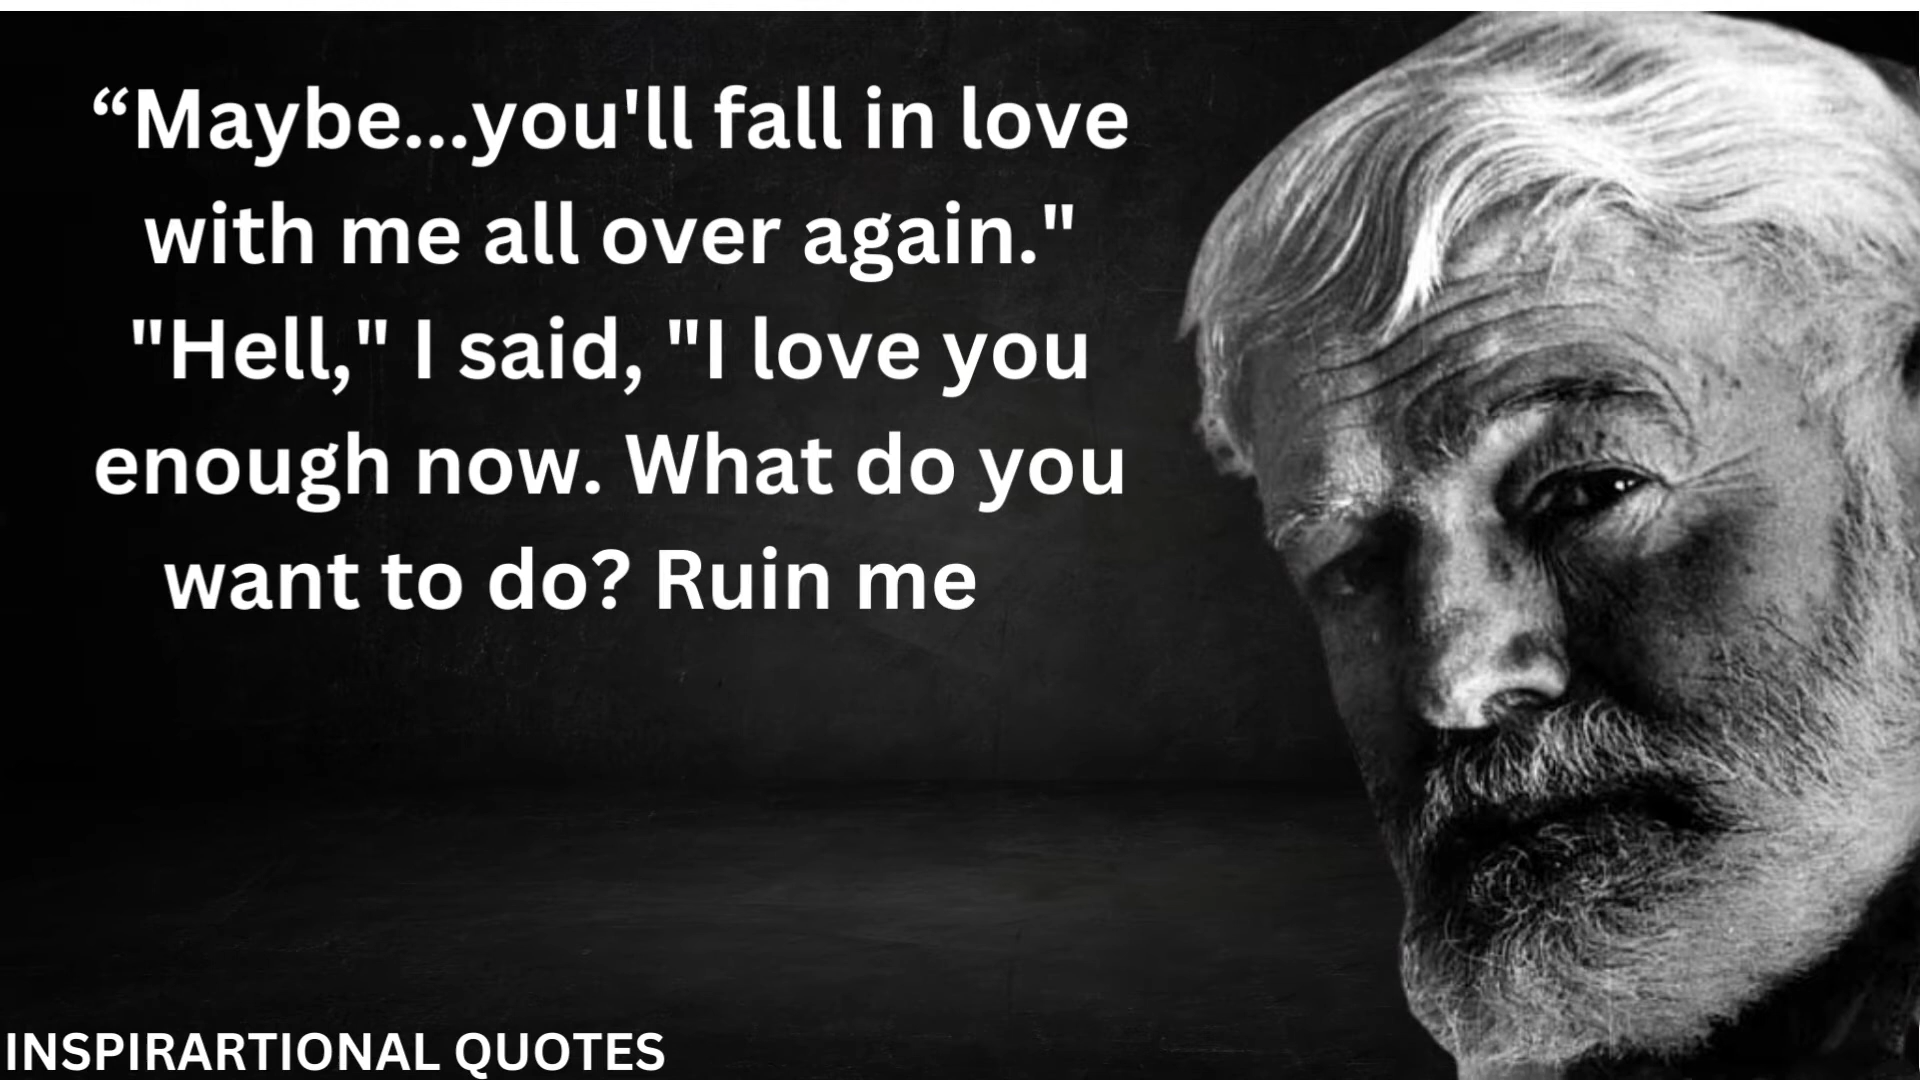 “Maybe...you'll fall in love
with me all over again."
"Hell," I said, "I love you
enough now. What do you
want to do? Ruin me
INSPIRARTIONAL QUOTES